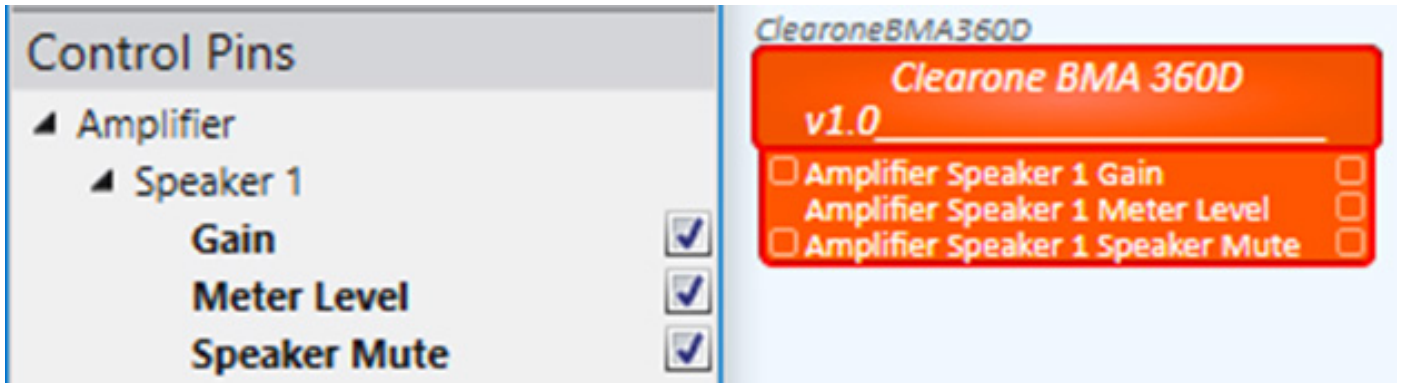 Control Pins
Amplifier
Speaker 1
Gain
Meter Level
Speaker Mute
ClearoneBMA360D
Clearone BMA 360D
v1.0
Amplifier Speaker 1 Gain
Amplifier Speaker 1 Meter Level
Amplifier Speaker 1 Speaker Mute